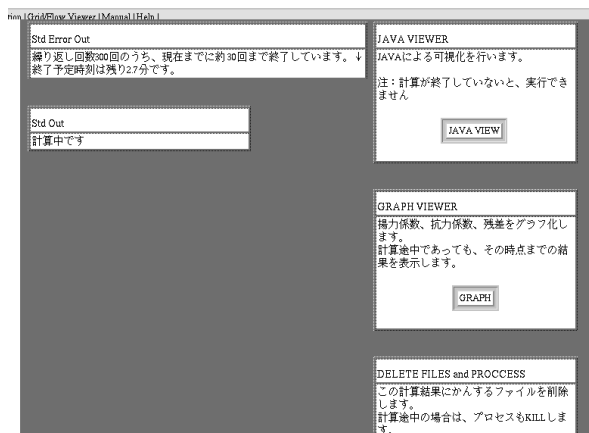 tion | Grid/Flow Viewer | Manual | Help |
Std Error Out
繰り返し回数300回のうち、現在までに約30回まで終了しています。↓
終了予定時刻は残り2.7分です。
Std Out
計算中です
JAVA VIEWER
JAVAによる可視化を行います。
注：計算が終了していないと、実行でき
ません
JAVA VIEW
GRAPH VIEWER
揚力係数、抗力係数、残差をグラフ化し
ます。
計算途中であっても、その時点までの結
果を表示します。
GRAPH
DELETE FILES and PROCCESS
この計算結果にかんするファイルを削除
します。
計算途中の場合は、プロセスもKILLしま
す。